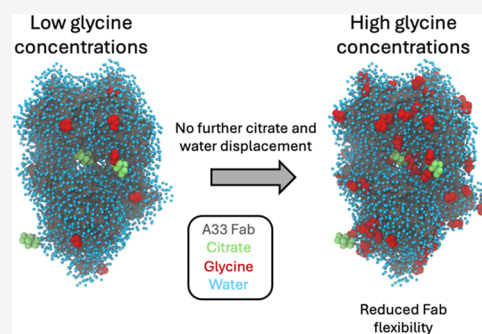 Low glycine
concentrations
High glycine
concentrations
No further citrate and
water displacement
A33 Fab
Citrate
Glycine
Water
Reduced Fab
flexibility